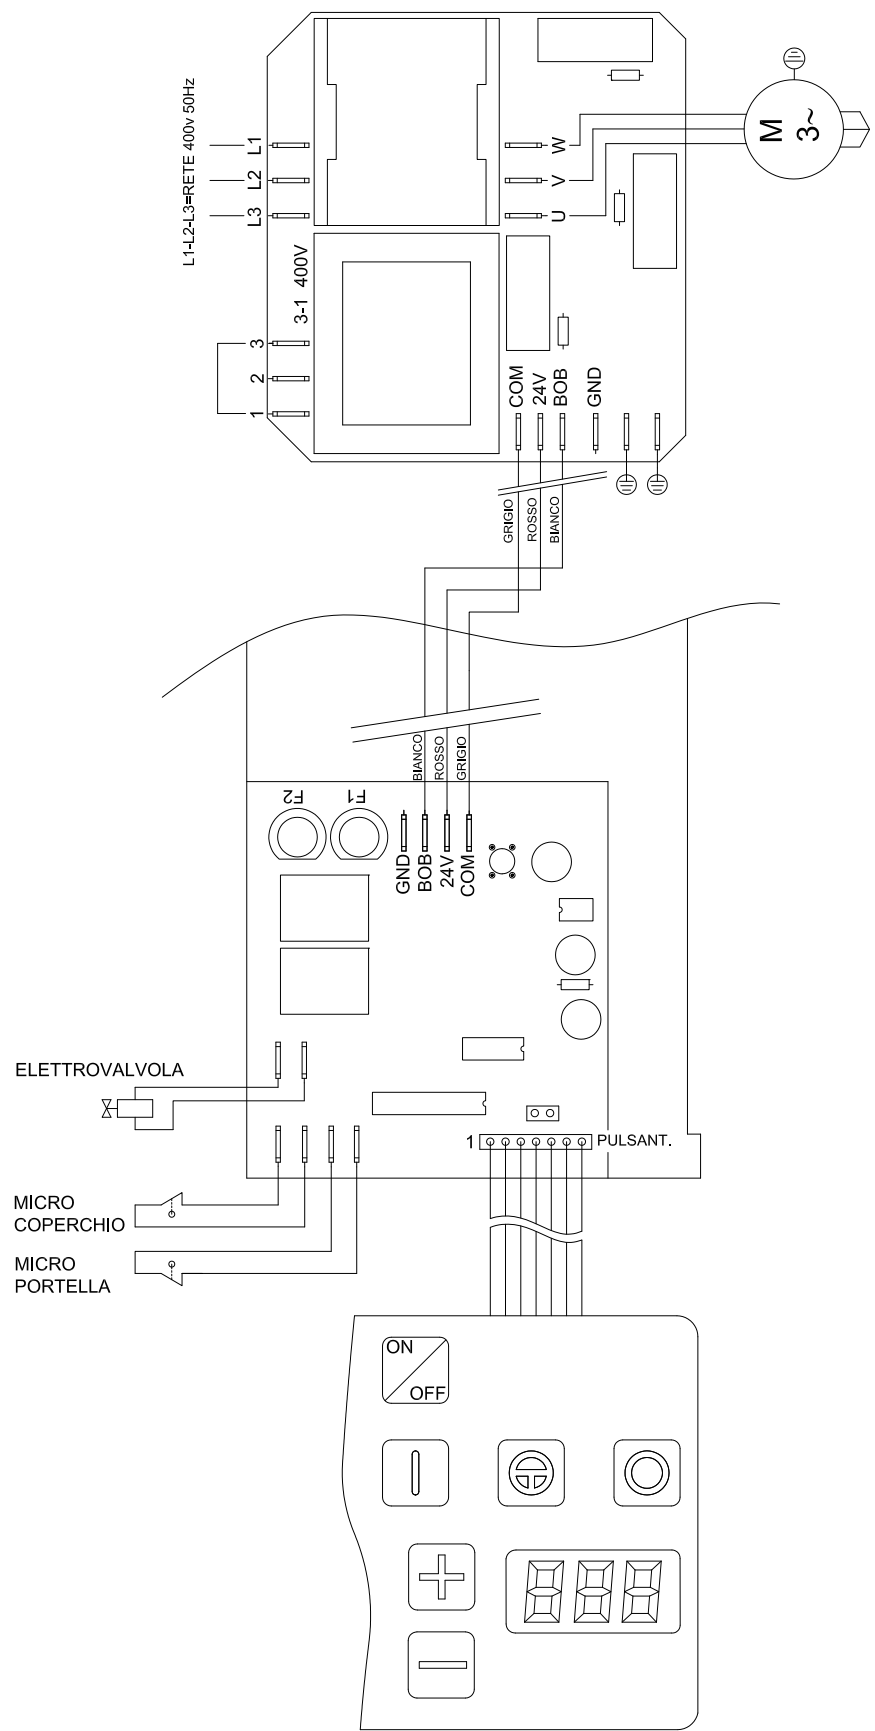 L1-L2-L3=RETE 400v 50Hz
L1
L2
L3
W
V
U
M
3~
3-1 400V
3
2
1
COM
24V
BOB
GND
GRIGIO
ROSSO
BIANCO
BIANCO
ROSSO
GRIGIO
F2
F1
GND
BOB
24V
COM
ELETTROVALVOLA
1
PULSANT.
MICRO
COPERCHIO
MICRO
PORTELLA
ON
OFF